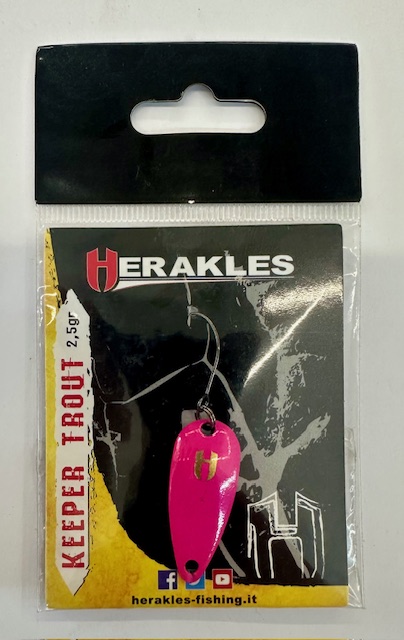 HERAKLES
KEEPER TROUT 2,5gr
H
herakles-fishing.it